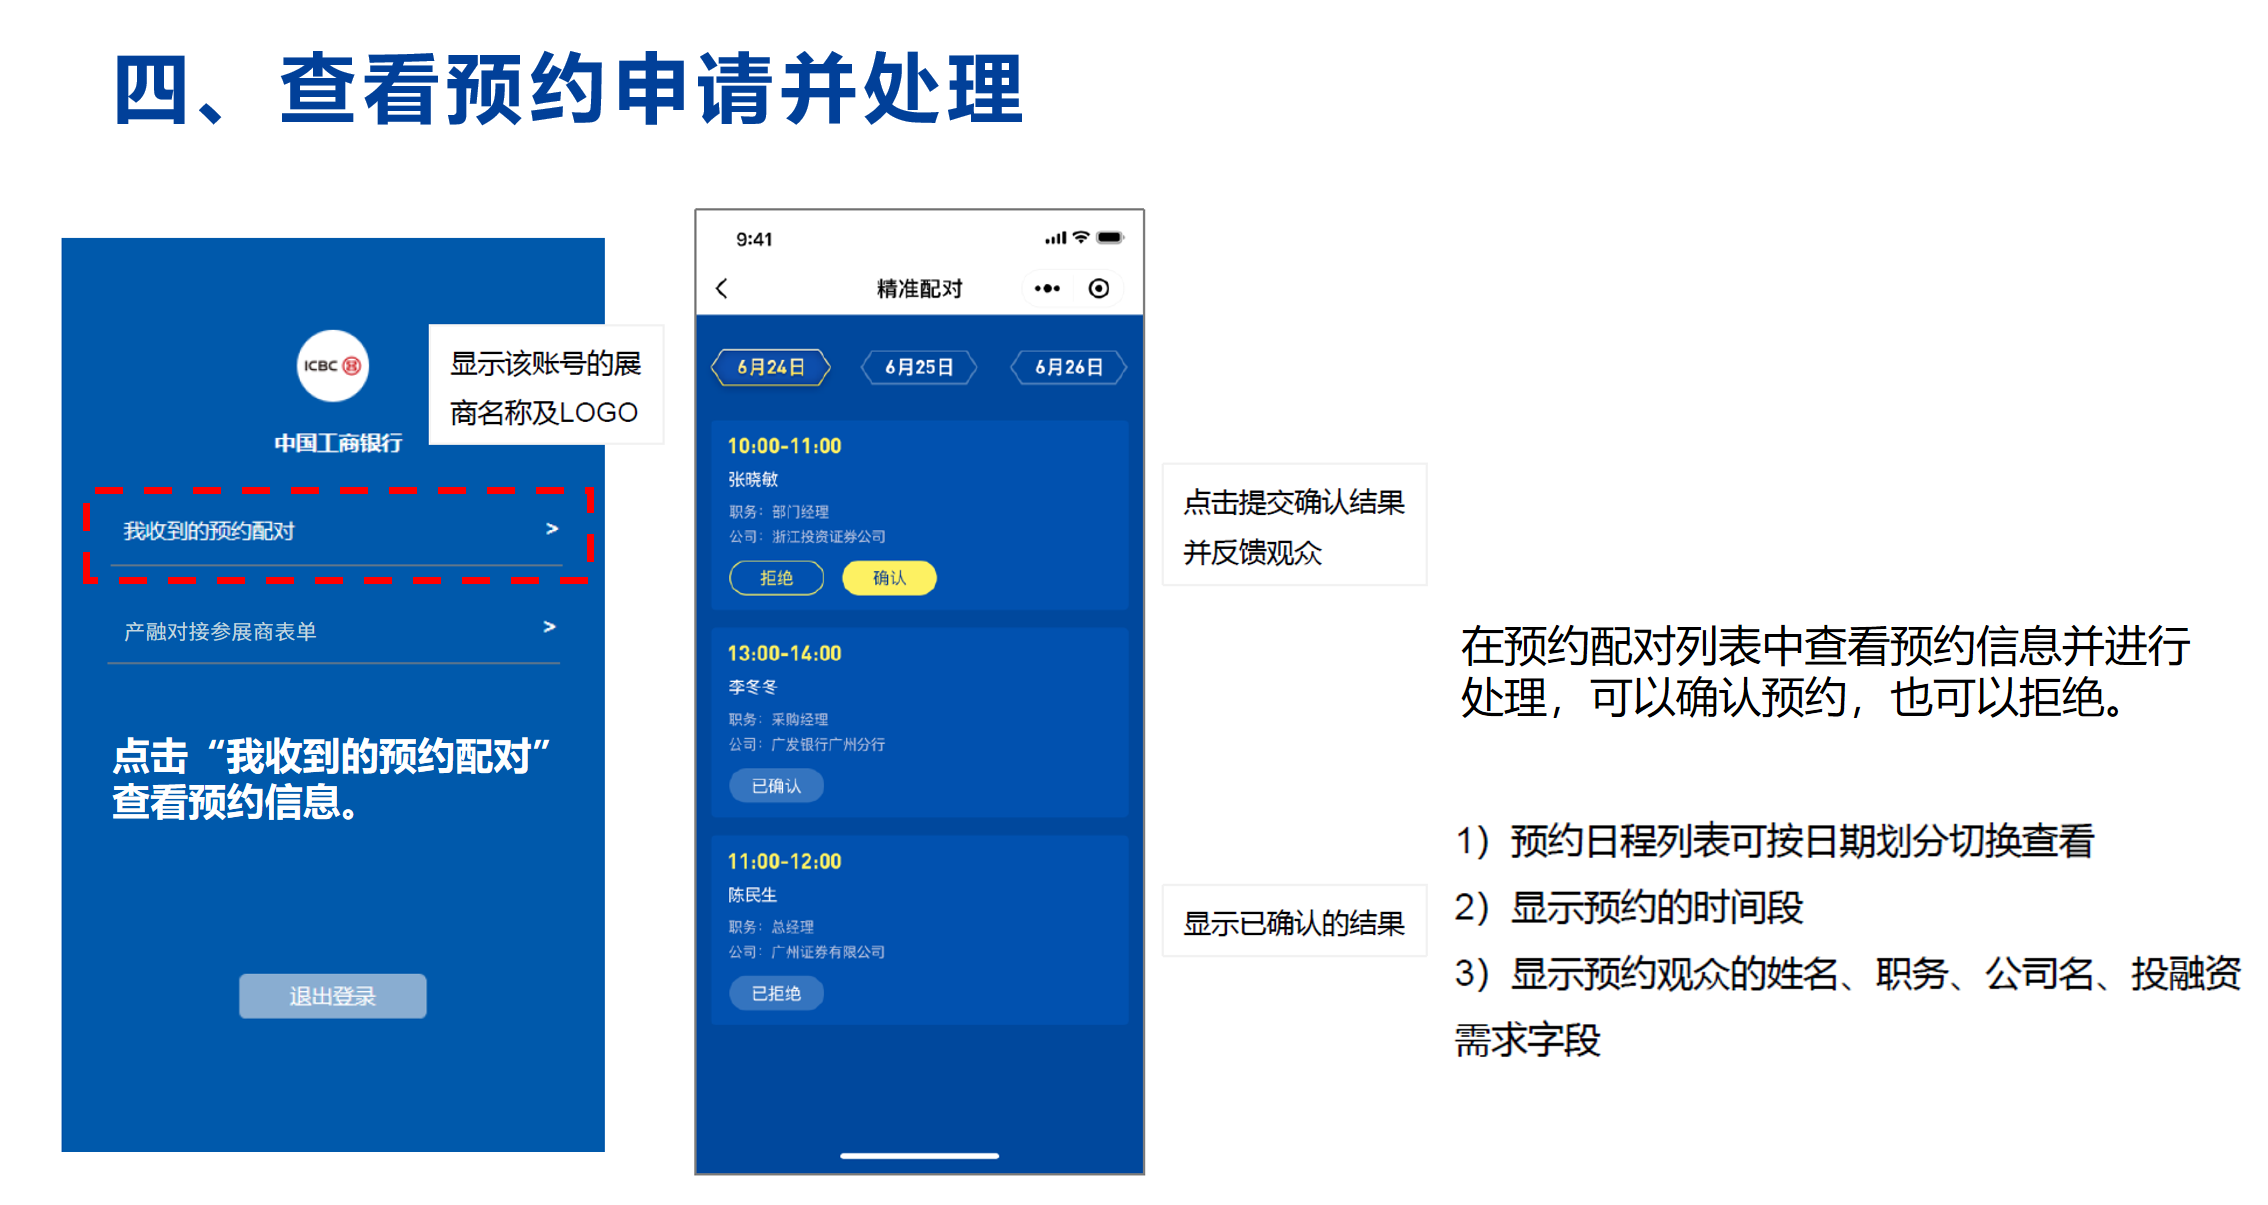 四、查看预约申请并处理
ICBC
中国工商银行
显示该账号的展
商名称及LOGO
我收到的预约配对 >
产融对接参展商表单 >
点击“我收到的预约配对”
查看预约信息。
退出登录
9:41
精准配对
6月24日 6月25日 6月26日
10:00-11:00
张晓敏
职务：部门经理
公司：浙江投资证券公司
拒绝 确认
13:00-14:00
李冬冬
职务：采购经理
公司：广发银行广州分行
已确认
11:00-12:00
陈民生
职务：总经理
公司：广州证券有限公司
已拒绝
点击提交确认结果
并反馈观众
显示已确认的结果
在预约配对列表中查看预约信息并进行
处理，可以确认预约，也可以拒绝。
1）预约日程列表可按日期划分切换查看
2）显示预约的时间段
3）显示预约观众的姓名、职务、公司名、投融资
需求字段